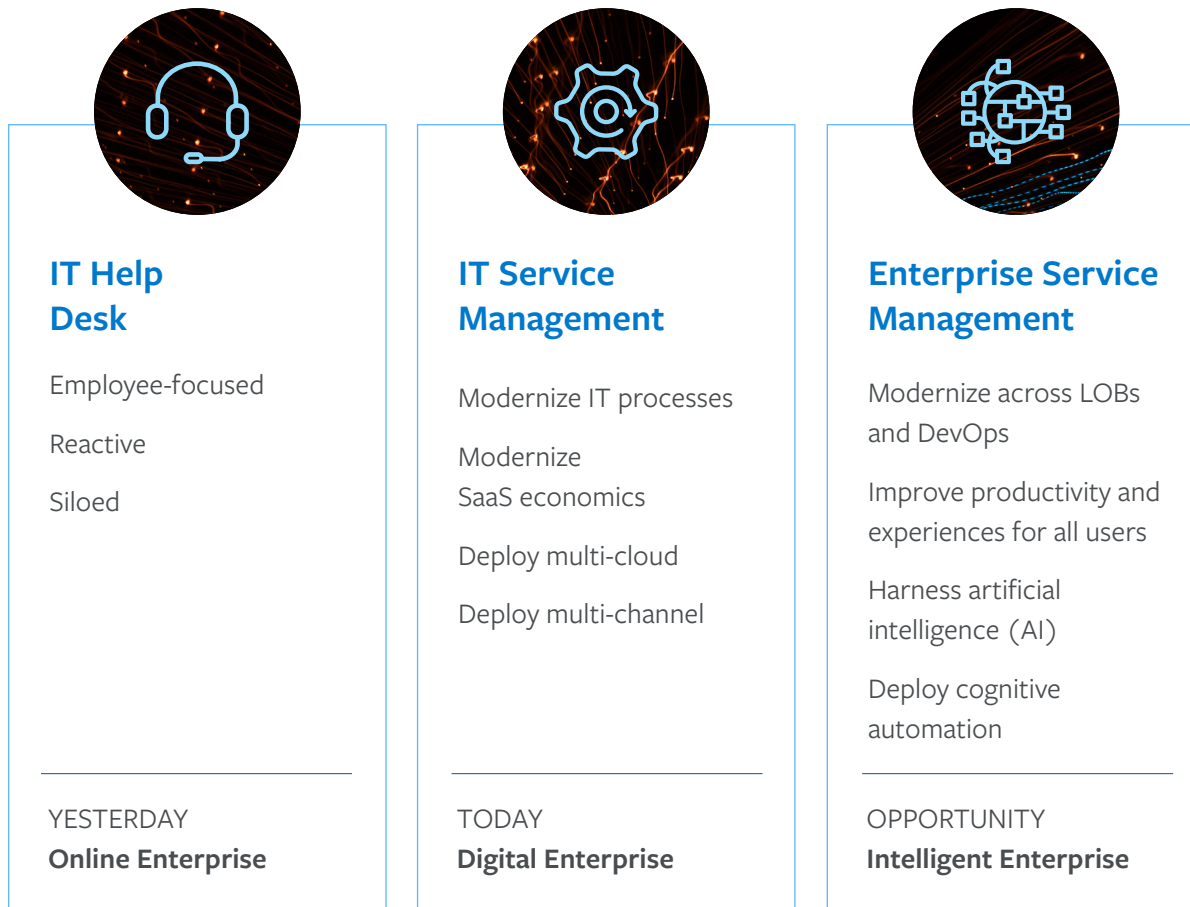 IT Help
Desk
Employee-focused
Reactive
Siloed
YESTERDAY
Online Enterprise
IT Service
Management
Modernize IT processes
Modernize
SaaS economics
Deploy multi-cloud
Deploy multi-channel
TODAY
Digital Enterprise
Enterprise Service
Management
Modernize across LOBs
and DevOps
Improve productivity and
experiences for all users
Harness artificial
intelligence (AI)
Deploy cognitive
automation
OPPORTUNITY
Intelligent Enterprise